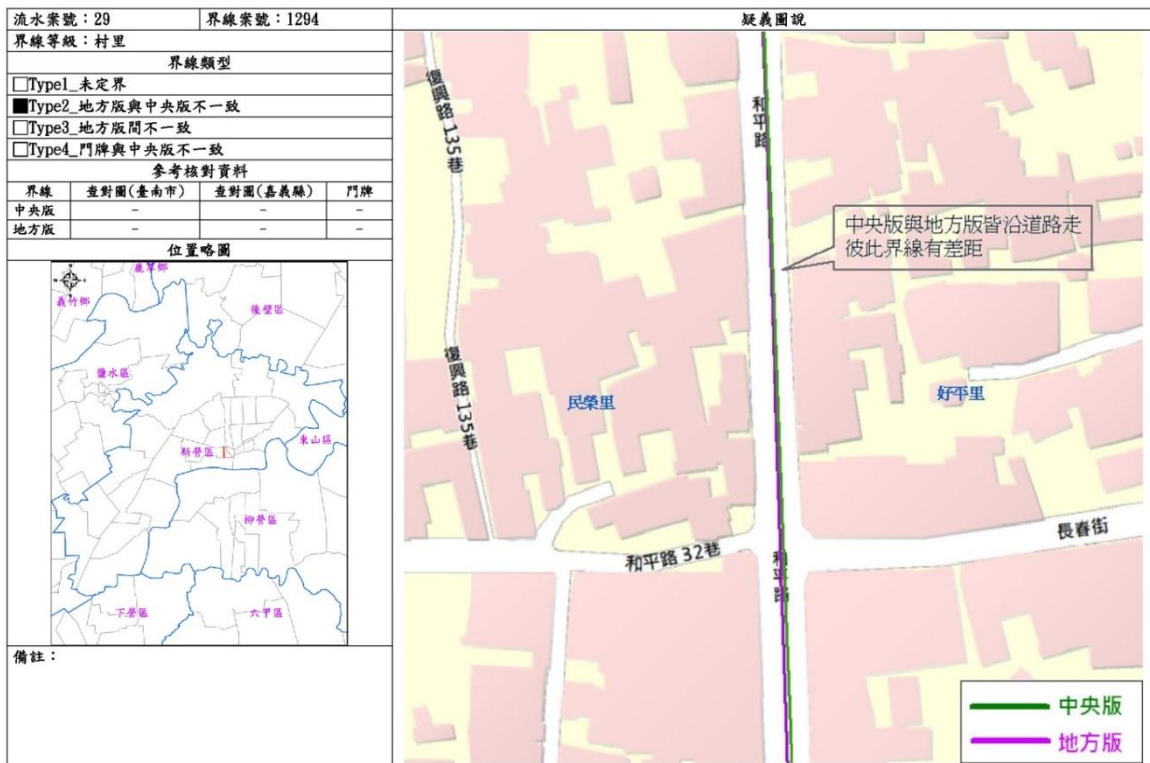 流水案號：29 界線案號：1294
界線等級：村里
界線類型
□Type1_未定界
■Type2_地方版與中央版不一致
□Type3_地方版間不一致
□Type4_門牌與中央版不一致
參考核對資料
界線 查對圖(臺南市) 查對圖(嘉義縣) 門牌
中央版 - - -
地方版 - - -
位置略圖
鹿草鄉
義竹鄉
後壁區
鹽水區
東山區
新營區
柳營區
下營區
六甲區
備註：
疑義圖說
復興路 135巷
和平路
中央版與地方版皆沿道路走
彼此界線有差距
復興路 135巷
民榮里
好平里
長春街
和平路 32巷
和平路
中央版
地方版